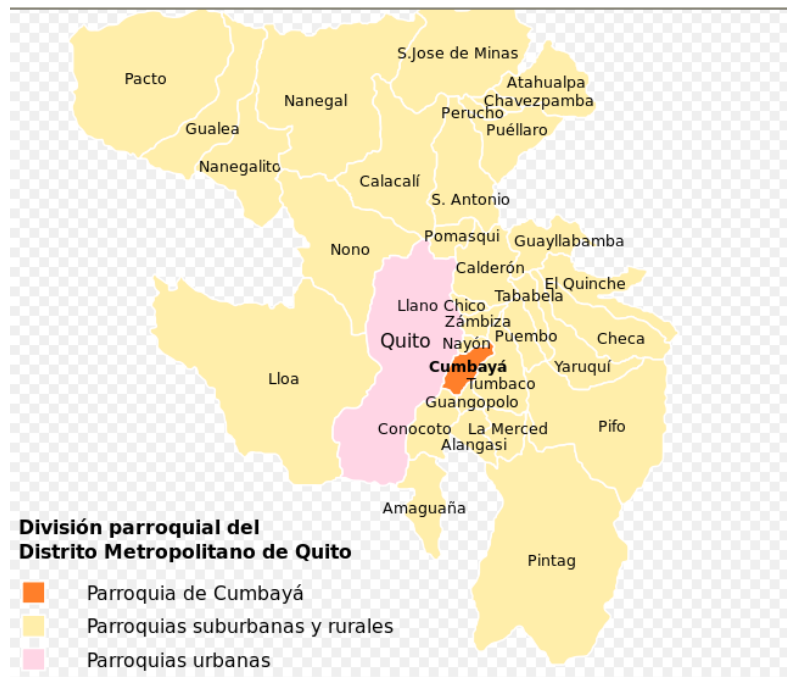 S.Jose de Minas
Pacto
Atahualpa
Nanegal
Chavezpamba
Perucho
Gualea
Puéllaro
Nanegalito
Calacalí
S. Antonio
Pomasqui
Guayllabamba
Nono
Calderón
El Quinche
Tababela
Llano Chico
Zámbiza
Puembo
Checa
Quito
Nayón
Cumbayá
Yaruquí
Lloa
Tumbaco
Guangopolo
Conocoto
La Merced
Pifo
Alangasi
Amaguaña
División parroquial del
Distrito Metropolitano de Quito
Pintag
Parroquia de Cumbayá
Parroquias suburbanas y rurales
Parroquias urbanas